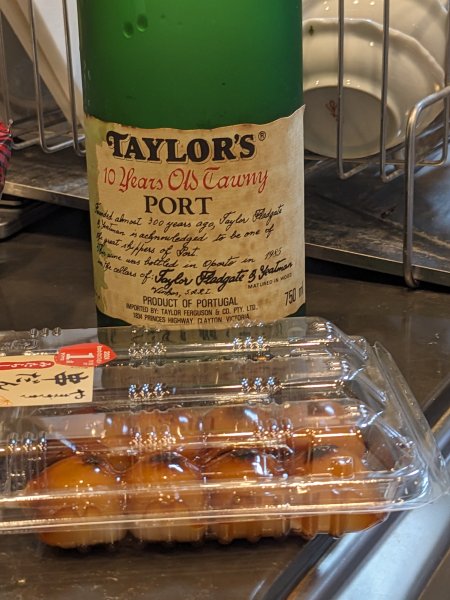 TAYLOR'S®
10 Years Old Tawny
PORT
Founded almost 300 years ago, Taylor Fladgate
& Yeatman is acknowledged to be one of
the great shippers of Port.
This wine was bottled in Oporto in 1985
in the cellars of: Taylor Fladgate & Yeatman
Vinhos, S.A.R.L.
MATURED IN WOOD
PRODUCT OF PORTUGAL
750 ml
IMPORTED BY: TAYLOR FERGUSON & CO. PTY. LTD.,
1834 PRINCES HIGHWAY, CLAYTON, VICTORIA.